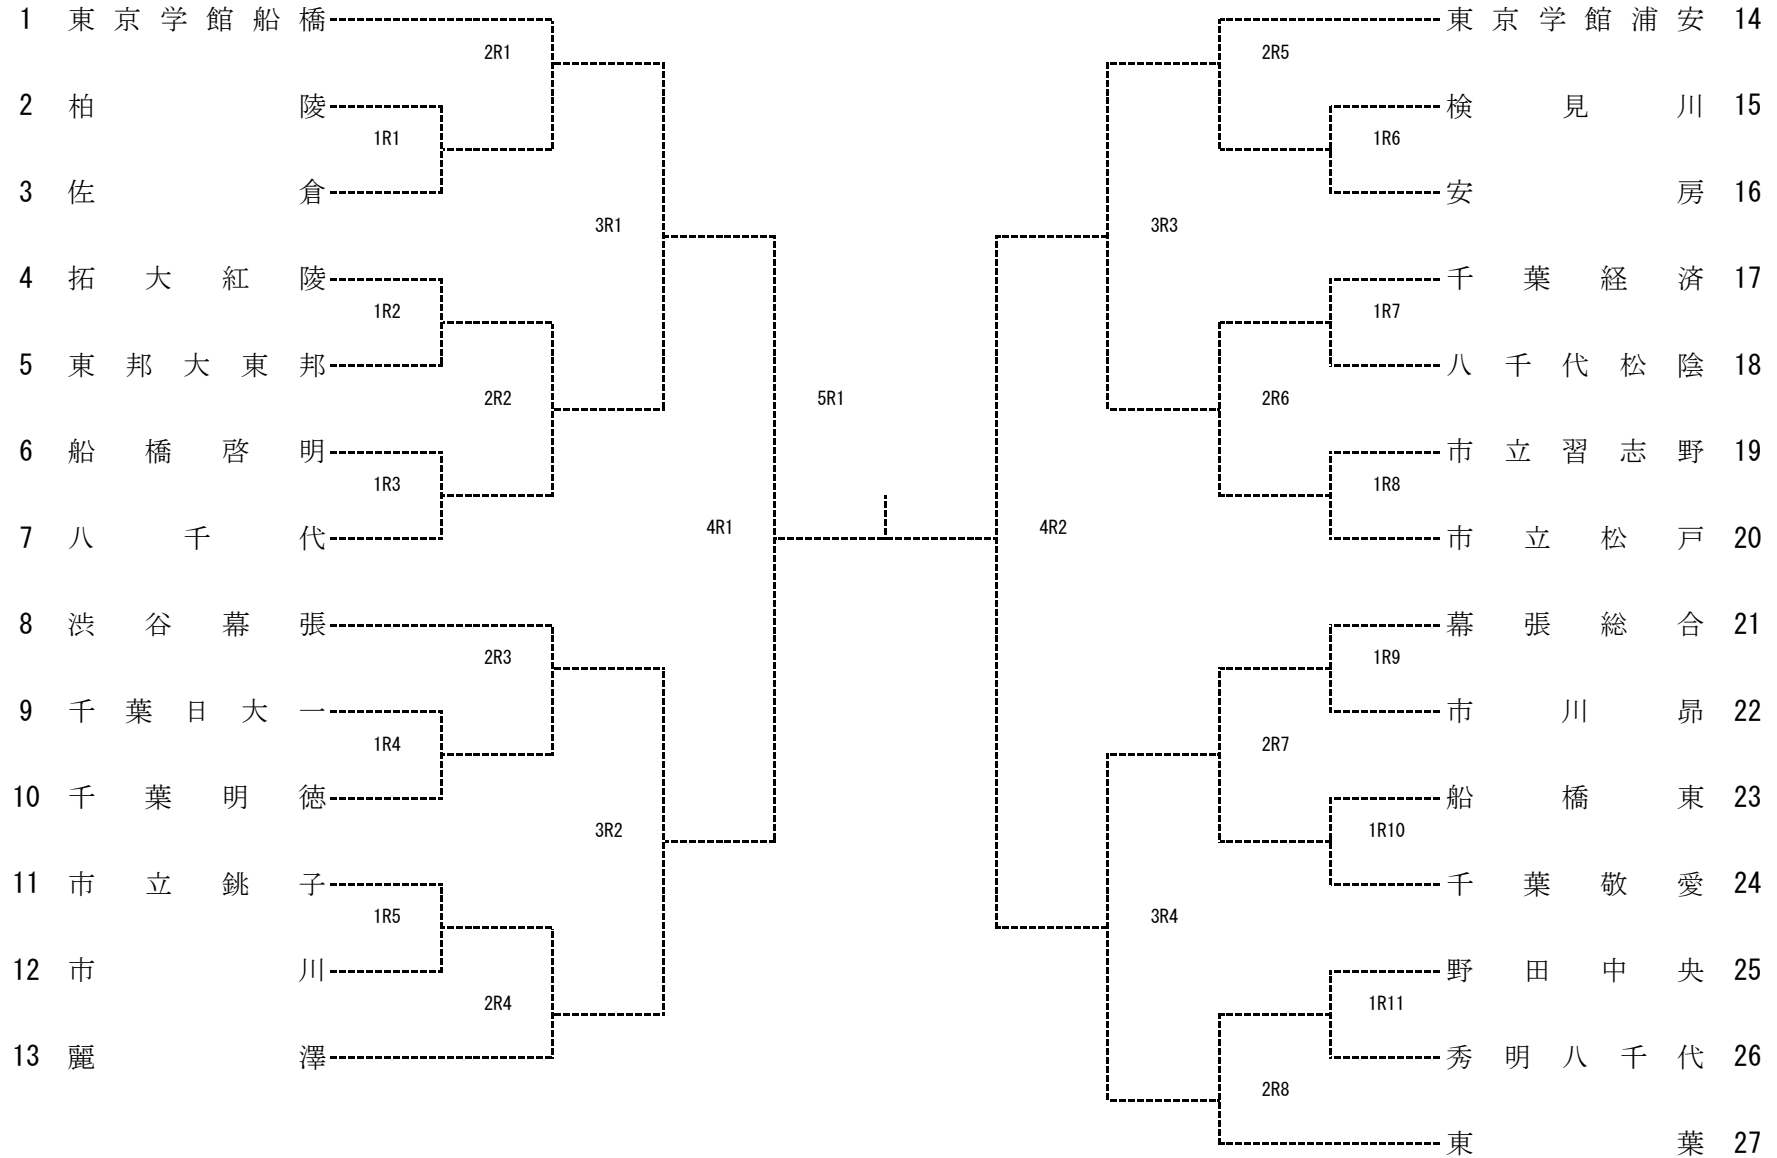 1 東京学館船橋
2R1
2 柏陵
1R1
3 佐倉
3R1
4 拓大紅陵
1R2
5 東邦大東邦
2R2
6 船橋啓明
1R3
7 八千代
4R1
8 渋谷幕張
2R3
9 千葉日大一
1R4
10 千葉明徳
3R2
11 市立銚子
1R5
12 市川
2R4
13 麗澤
5R1
東京学館浦安 14
2R5
検見川 15
1R6
安房 16
3R3
千葉経済 17
1R7
八千代松陰 18
2R6
市立習志野 19
1R8
市立松戸 20
4R2
幕張総合 21
1R9
市川昴 22
2R7
船橋東 23
1R10
千葉敬愛 24
3R4
野田中央 25
1R11
秀明八千代 26
2R8
東葉 27